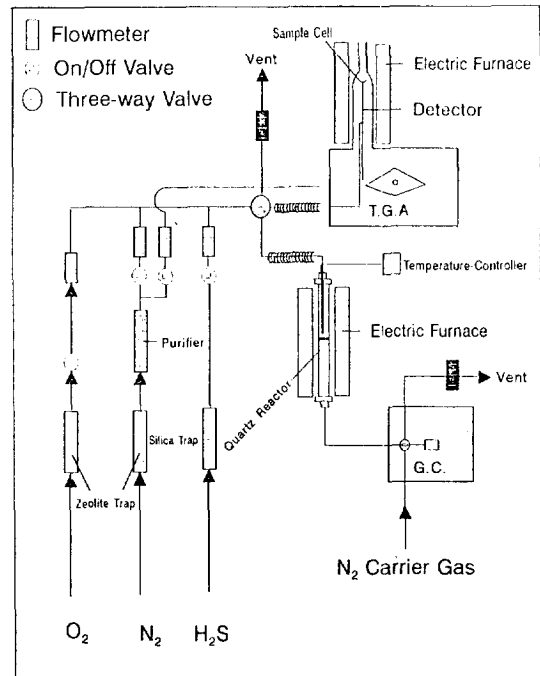 Flowmeter
On/Off Valve
Three-way Valve
Vent
Sample Cell
Electric Furnace
Detector
T.G.A
Temperature-Controller
Electric Furnace
Purifier
Quartz Reactor
Silica Trap
Zeolite Trap
Vent
G.C.
N₂ Carrier Gas
O₂
N₂
H₂S